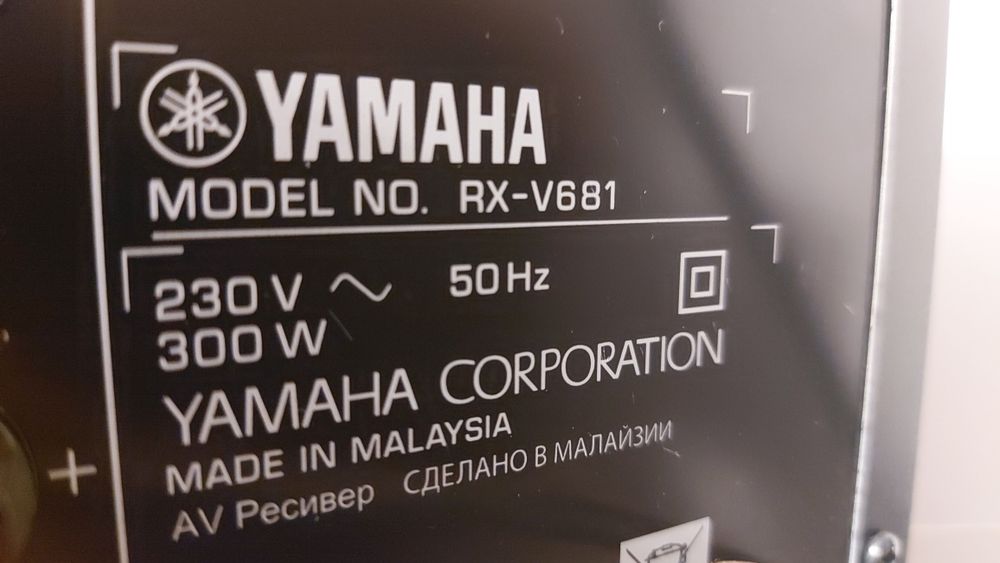 YAMAHA
MODEL NO. RX-V681
230 V ~ 50 Hz
300 W
YAMAHA CORPORATION
MADE IN MALAYSIA
AV Ресивер СДЕЛАНО В МАЛАЙЗИИ
+